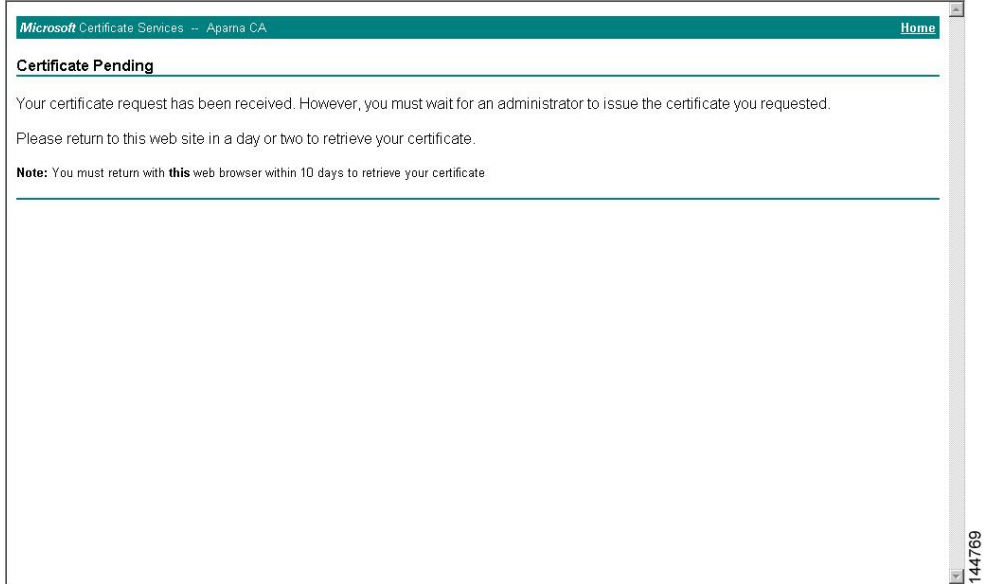 Microsoft Certificate Services -- Aparna CA Home
Certificate Pending
Your certificate request has been received. However, you must wait for an administrator to issue the certificate you requested.
Please return to this web site in a day or two to retrieve your certificate.
Note: You must return with this web browser within 10 days to retrieve your certificate
144769